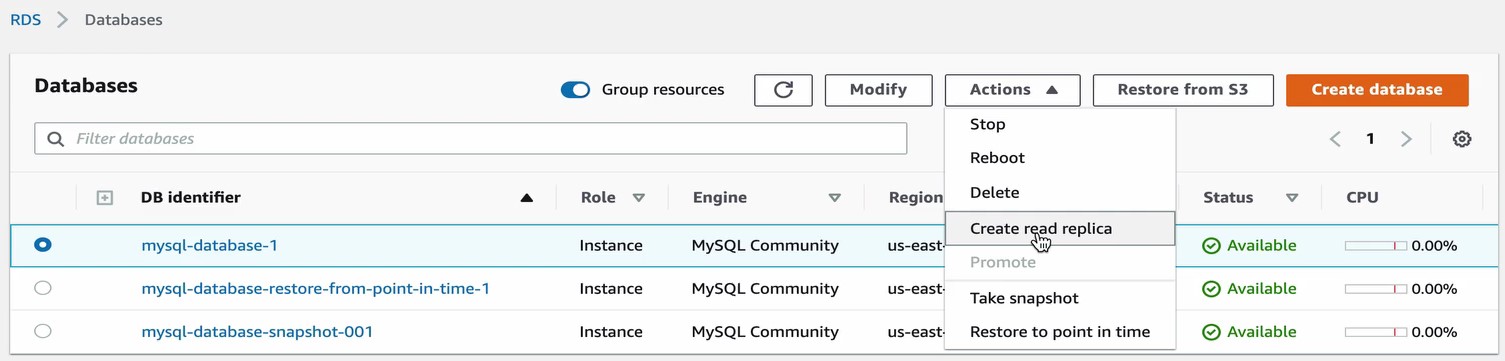 RDS > Databases
Databases
Group resources
Modify
Actions
Restore from S3
Create database
Filter databases
1
Stop
Reboot
Delete
Create read replica
Promote
Take snapshot
Restore to point in time
DB identifier Role Engine Region Status CPU
mysql-database-1 Instance MySQL Community us-east- Available 0.00%
mysql-database-restore-from-point-in-time-1 Instance MySQL Community us-east- Available 0.00%
mysql-database-snapshot-001 Instance MySQL Community us-east- Available 0.00%